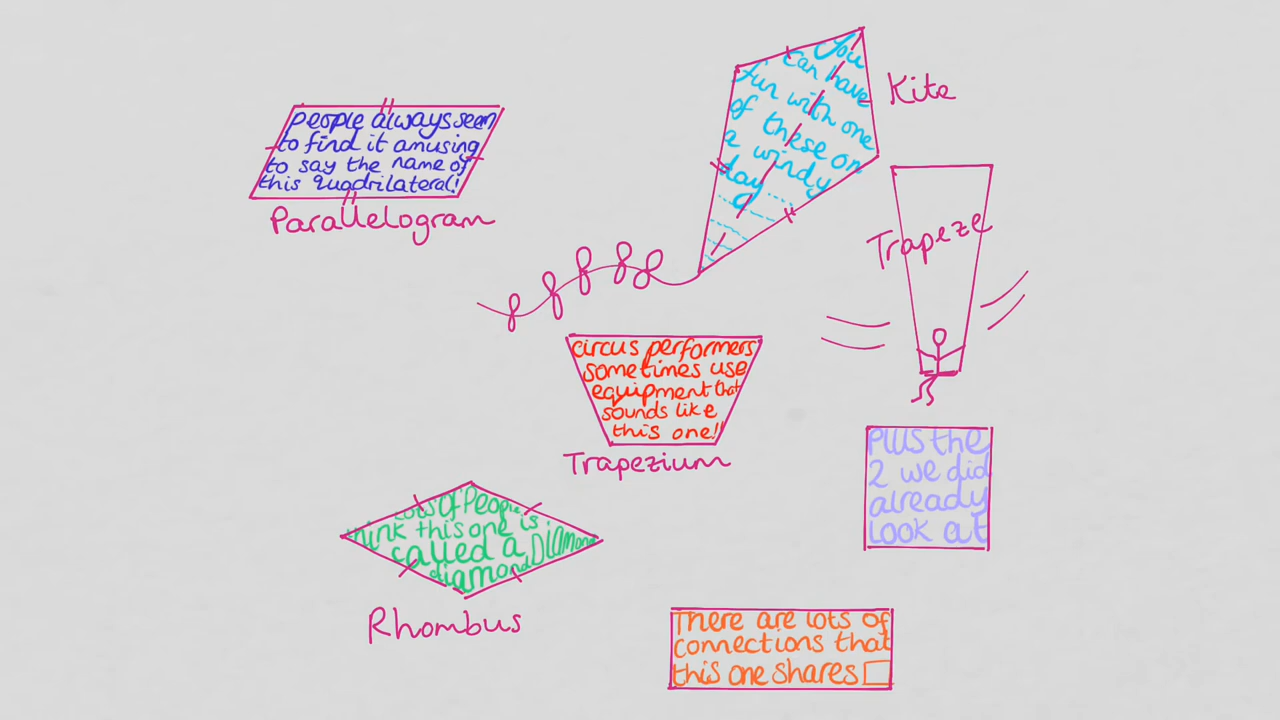 People always seem
to find it amusing
to say the name of
this quadrilateral!
Parallelogram
You
can have
fun with one
of these on
a windy
day
Kite
Trapeze
circus performers
sometimes use
equipment that
sounds like
this one!!
Trapezium
Plus the
2 we did
already
look at
Lots of People
think this one is
called a Diamond
diamond
Rhombus
There are lots of
connections that
this one shares